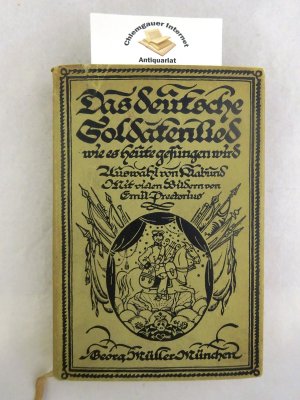 Chiemgauer Internet
Antiquariat
Das deutsche
Soldatenlied
wie es heute gesungen wird
Auswahl von Klabund
Mit vielen Bildern von
Emil Preetorius
Georg Müller München